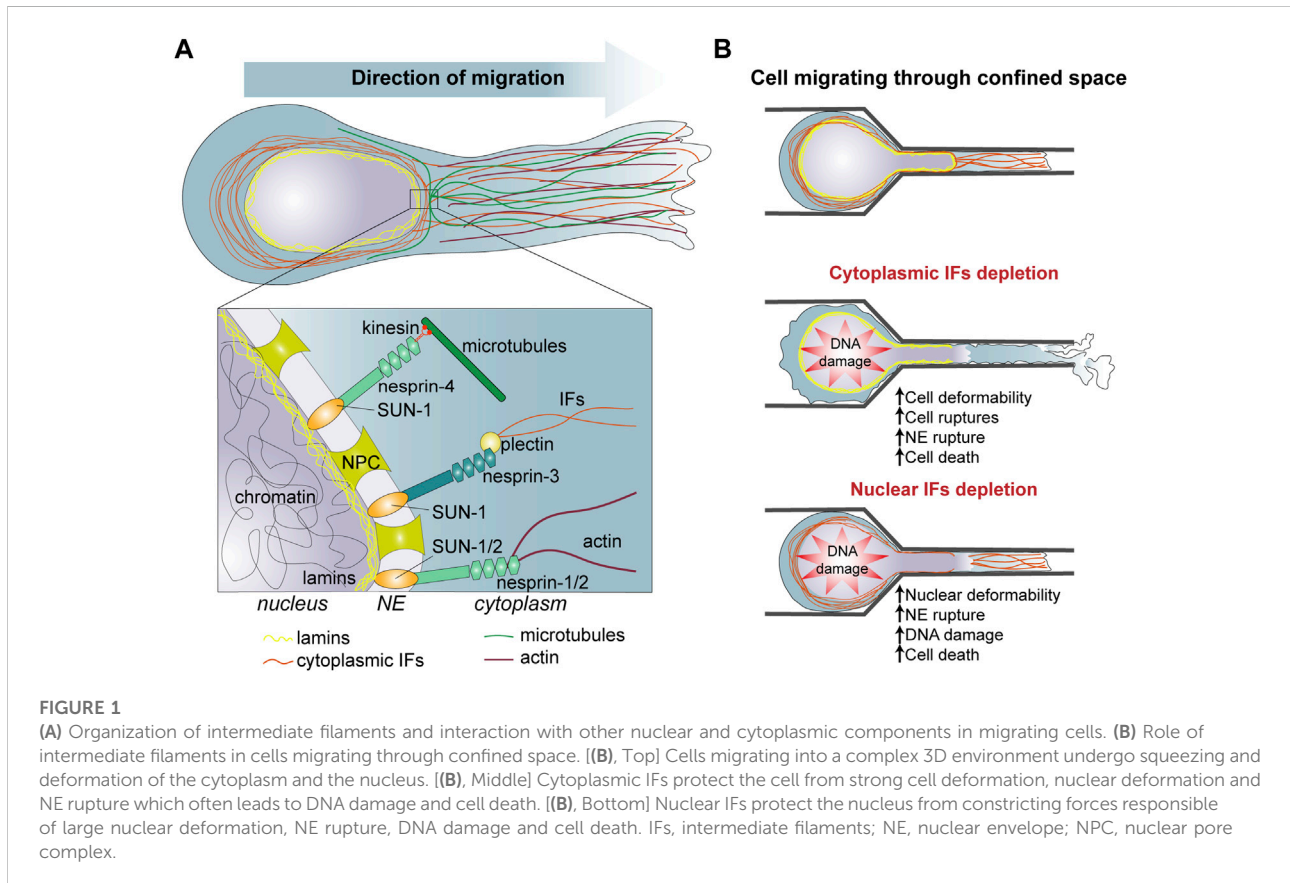 A
Direction of migration
kinesin
microtubules
nesprin-4
SUN-1
IFs
plectin
NPC
nesprin-3
chromatin
SUN-1
SUN-1/2
actin
lamins
nesprin-1/2
nucleus NE cytoplasm
lamins microtubules
cytoplasmic IFs actin
B
Cell migrating through confined space
Cytoplasmic IFs depletion
DNA
damage
↑Cell deformability
↑Cell ruptures
↑NE rupture
↑Cell death
Nuclear IFs depletion
DNA
damage
↑Nuclear deformability
↑NE rupture
↑DNA damage
↑Cell death
FIGURE 1
(A) Organization of intermediate filaments and interaction with other nuclear and cytoplasmic components in migrating cells. (B) Role of
intermediate filaments in cells migrating through confined space. [(B), Top] Cells migrating into a complex 3D environment undergo squeezing and
deformation of the cytoplasm and the nucleus. [(B), Middle] Cytoplasmic IFs protect the cell from strong cell deformation, nuclear deformation and
NE rupture which often leads to DNA damage and cell death. [(B), Bottom] Nuclear IFs protect the nucleus from constricting forces responsible
of large nuclear deformation, NE rupture, DNA damage and cell death. IFs, intermediate filaments; NE, nuclear envelope; NPC, nuclear pore
complex.